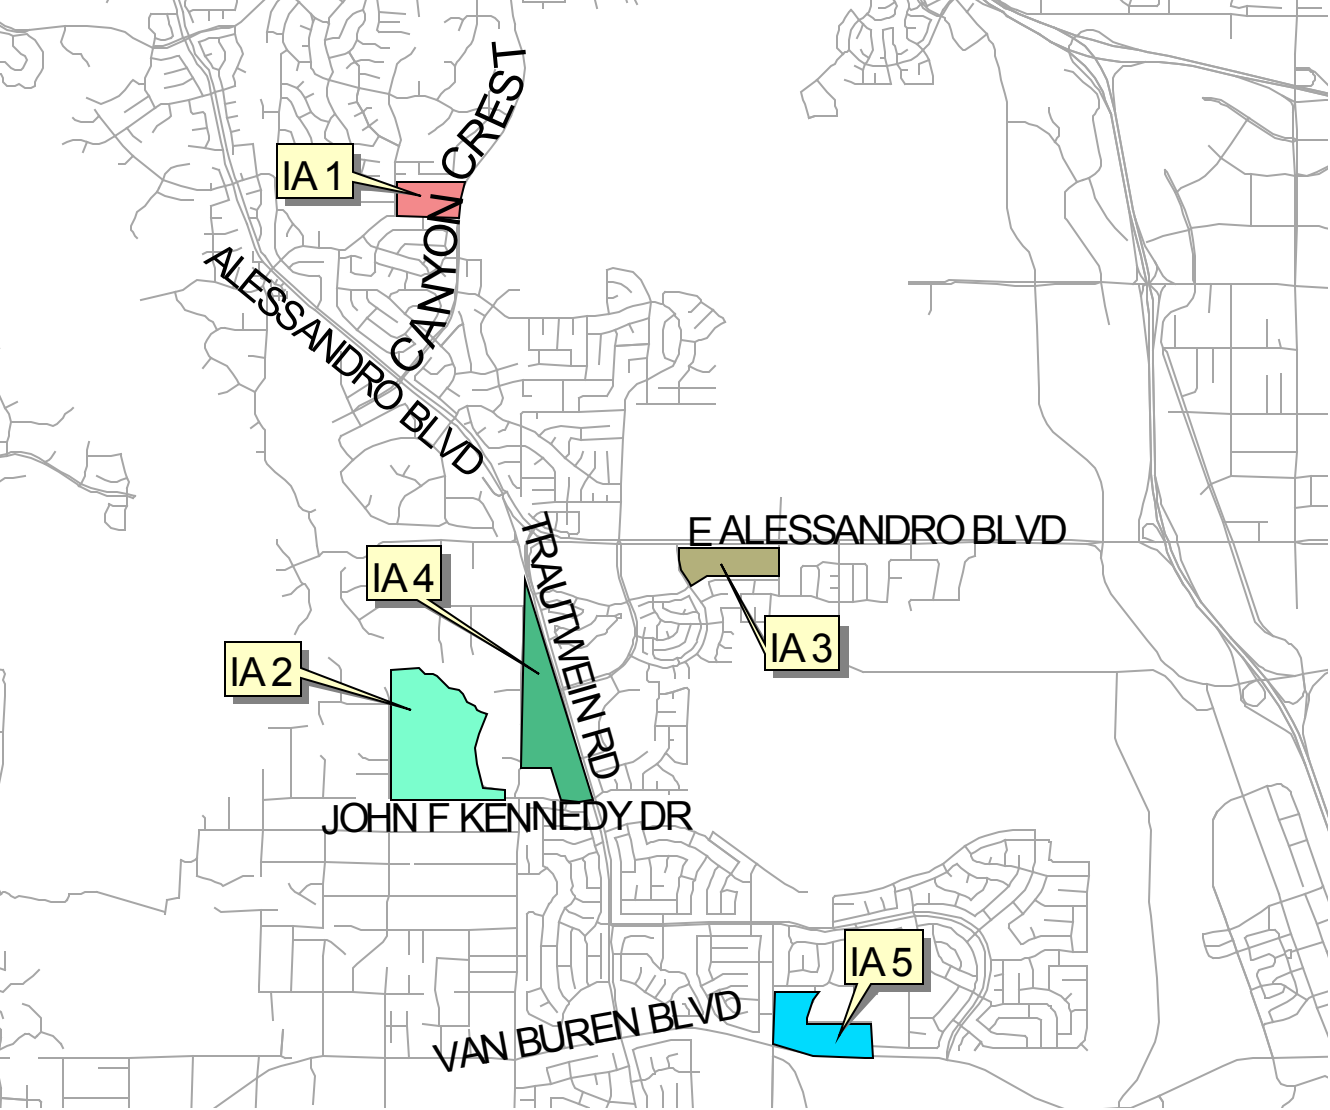 CANYON CREST
IA 1
ALESSANDRO BLVD
E ALESSANDRO BLVD
TRAUTWEIN RD
IA 4
IA 3
IA 2
JOHN F KENNEDY DR
IA 5
VAN BUREN BLVD